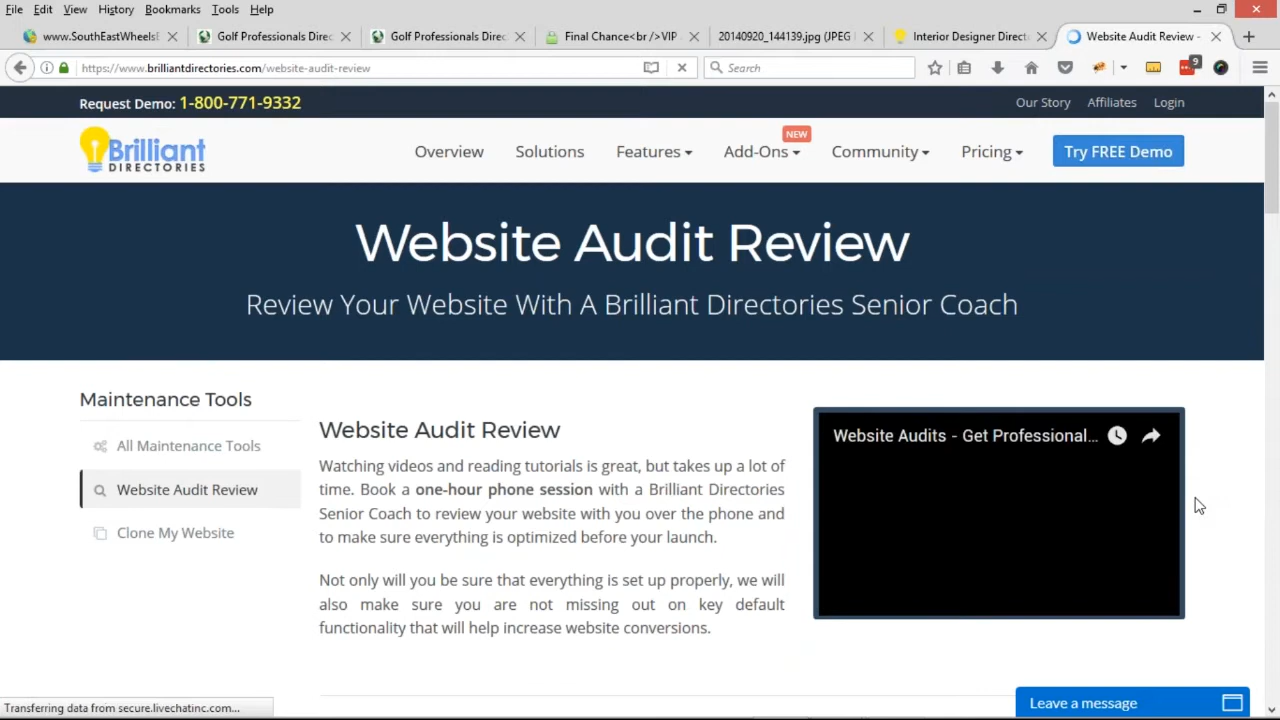 File Edit View History Bookmarks Tools Help
www.SouthEastWheelsE
Golf Professionals Direc
Golf Professionals Direc
Final Chance<br />VIP
20140920_144139.jpg (JPEG I
Interior Designer Direct
Website Audit Review -
https://www.brilliantdirectories.com/website-audit-review
Search
9
Request Demo: 1-800-771-9332
Our Story Affiliates Login
Brilliant
DIRECTORIES
NEW
Overview Solutions Features Add-Ons Community Pricing Try FREE Demo
Website Audit Review
Review Your Website With A Brilliant Directories Senior Coach
Maintenance Tools
All Maintenance Tools
Website Audit Review
Clone My Website
Website Audit Review
Watching videos and reading tutorials is great, but takes up a lot of
time. Book a one-hour phone session with a Brilliant Directories
Senior Coach to review your website with you over the phone and
to make sure everything is optimized before your launch.
Not only will you be sure that everything is set up properly, we will
also make sure you are not missing out on key default
functionality that will help increase website conversions.
Website Audits - Get Professional...
Transferring data from secure.livechatinc.com...
Leave a message